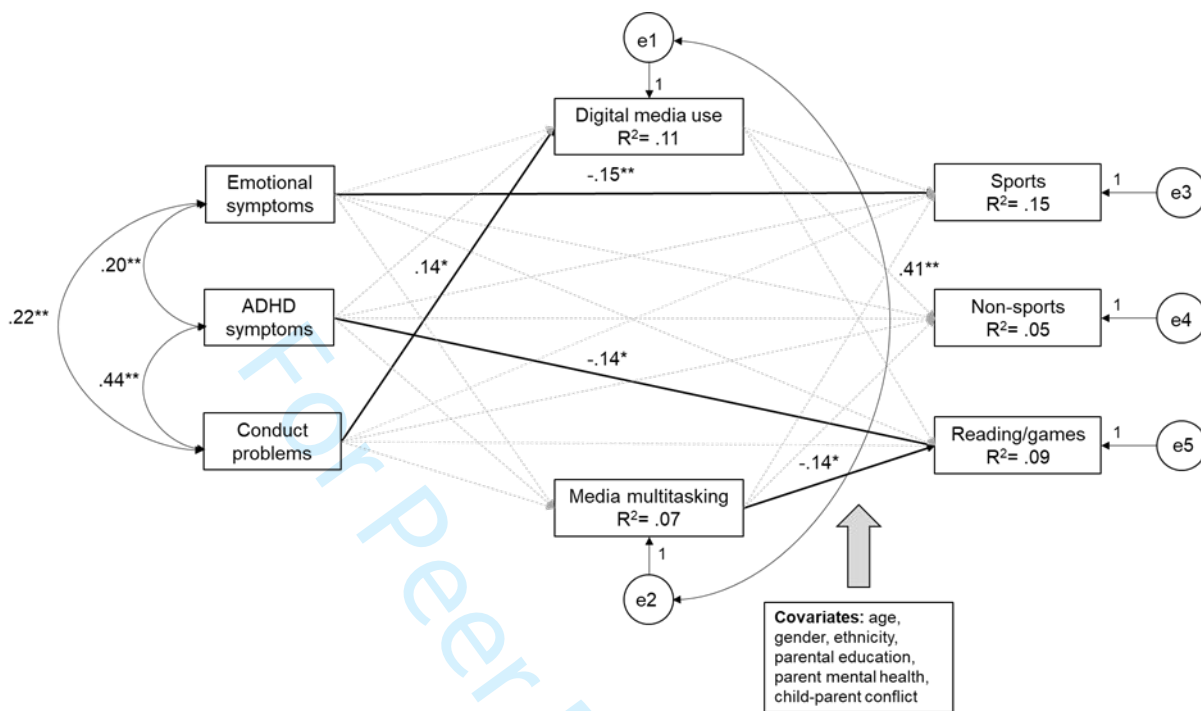 e1
1
Digital media use
R²= .11
-.15**
Emotional
symptoms
Sports
R²= .15
1
e3
.20**
.14*
.41**
.22**
ADHD
symptoms
Non-sports
R²= .05
1
e4
-.14*
.44**
Conduct
problems
Reading/games
R²= .09
1
e5
-.14*
Media multitasking
R²= .07
1
e2
Covariates: age,
gender, ethnicity,
parental education,
parent mental health,
child-parent conflict
For Peer